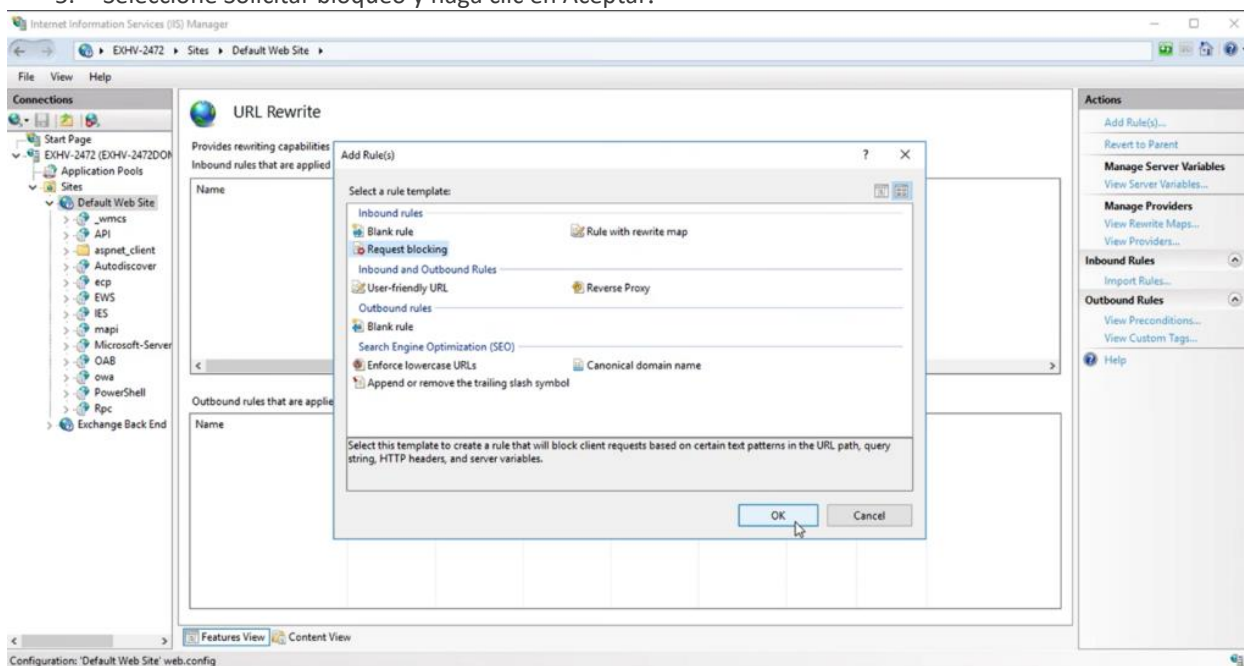 Seleccione Solicitar bloqueo y haga clic en Aceptar.
Internet Information Services (IIS) Manager
EXHV-2472 Sites Default Web Site
File View Help
Connections
Start Page
EXHV-2472 (EXHV-2472DOM
Application Pools
Sites
Default Web Site
_wmcs
API
aspnet_client
Autodiscover
ecp
EWS
IES
mapi
Microsoft-Server
OAB
owa
PowerShell
Rpc
Exchange Back End
URL Rewrite
Provides rewriting capabilities
Inbound rules that are applied
Name
Outbound rules that are applie
Name
Add Rule(s) ? X
Select a rule template:
Inbound rules
Blank rule Rule with rewrite map
Request blocking
Inbound and Outbound Rules
User-friendly URL Reverse Proxy
Outbound rules
Blank rule
Search Engine Optimization (SEO)
Enforce lowercase URLs Canonical domain name
Append or remove the trailing slash symbol
Select this template to create a rule that will block client requests based on certain text patterns in the URL path, query
string, HTTP headers, and server variables.
OK Cancel
Features View Content View
Actions
Add Rule(s)...
Revert to Parent
Manage Server Variables
View Server Variables...
Manage Providers
View Rewrite Maps...
View Providers...
Inbound Rules
Import Rules...
Outbound Rules
View Preconditions...
View Custom Tags...
Help
Configuration: 'Default Web Site' web.config